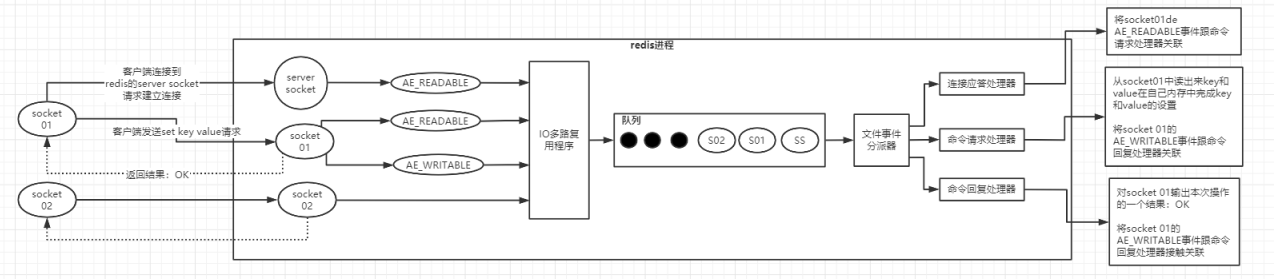 redis进程
客户端连接到
redis的server socket
请求建立连接
socket
01
客户端发送set key value请求
返回结果：OK
socket
02
server
socket
socket
01
socket
02
AE_READABLE
AE_READABLE
AE_WRITABLE
IO多路复
用程序
队列
S02
S01
SS
文件事件
分派器
连接应答处理器
命令请求处理器
命令回复处理器
将socket01de
AE_READABLE事件跟命令
请求处理器关联
从socket01中读出来key和
value在自己内存中完成key
和value的设置
将socket 01的
AE_WRITABLE事件跟命令
回复处理器关联
对socket 01输出本次操作
的一个结果：OK
将socket 01的
AE_WRITABLE事件跟命令
回复处理器接触关联